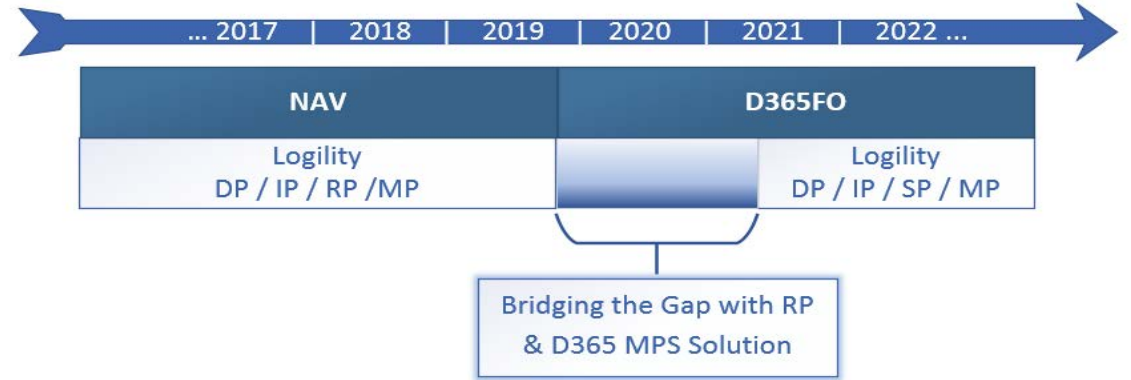 ... 2017 | 2018 | 2019 | 2020 | 2021 | 2022 ...
NAV D365FO
Logility Logility
DP / IP / RP /MP DP / IP / SP / MP
Bridging the Gap with RP
& D365 MPS Solution